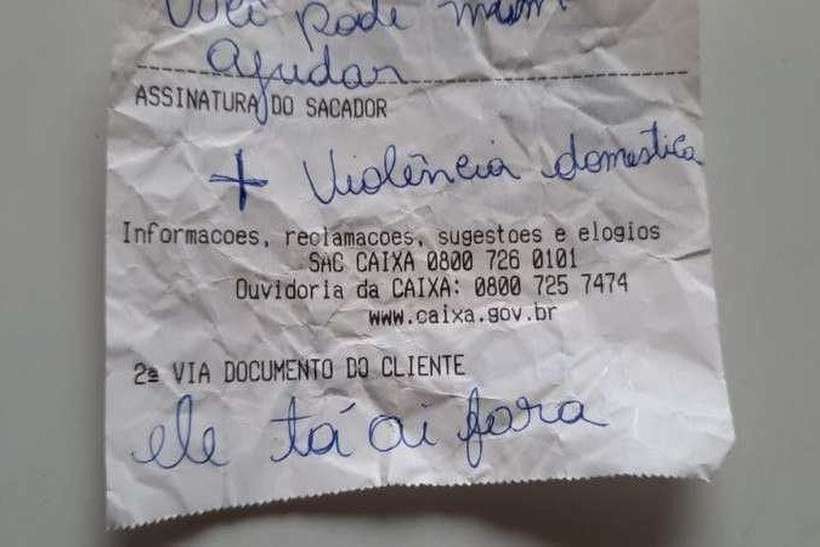 Você pode mim
ajudar
ASSINATURA DO SACADOR
+ Violência domestica
Informacoes, reclamacoes, sugestoes e elogios
SAC CAIXA 0800 726 0101
Ouvidoria da CAIXA: 0800 725 7474
www.caixa.gov.br
2ª VIA DOCUMENTO DO CLIENTE
ele tá ai fora